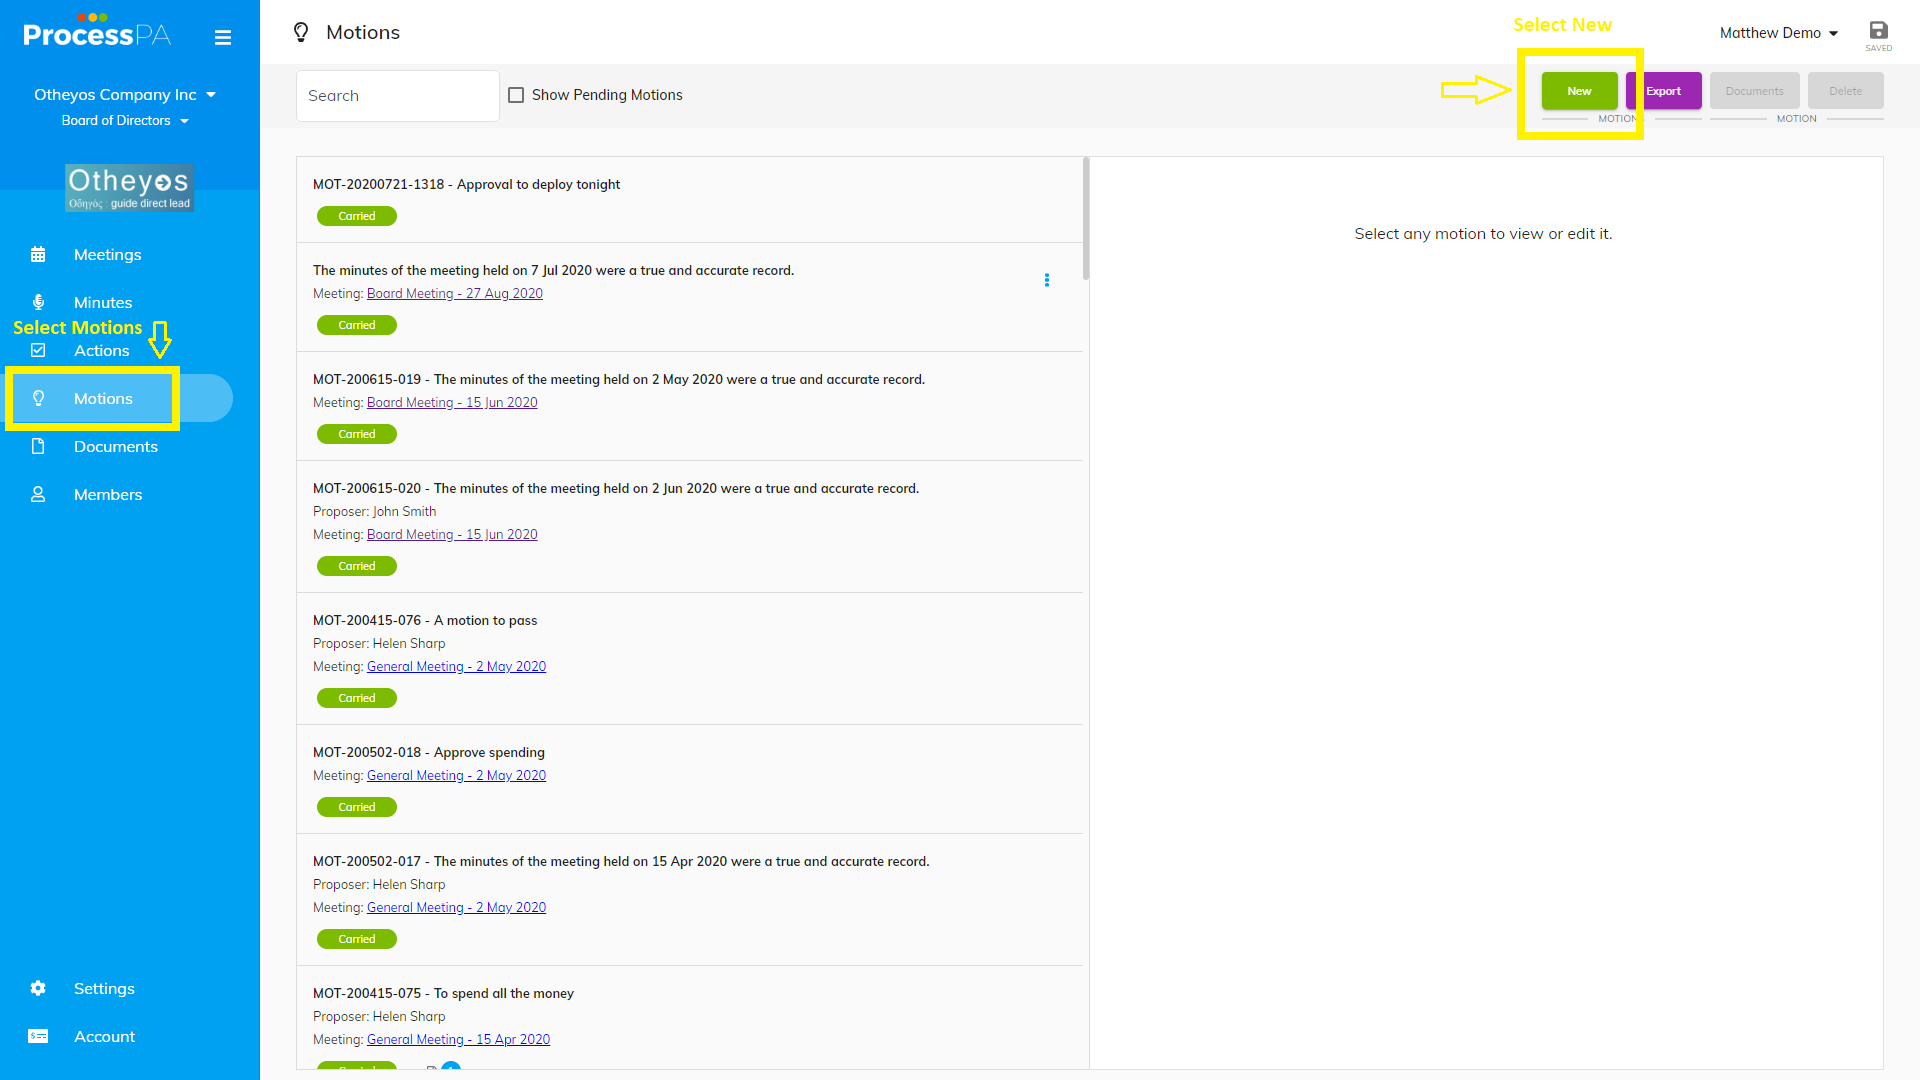 ProcessPA
Otheyos Company Inc
Board of Directors
Otheyos
Οδηγός : guide direct lead
Meetings
Minutes
Select Motions
Actions
Motions
Documents
Members
Settings
Account
Motions
Select New
Matthew Demo
SAVED
Search
Show Pending Motions
New
Export
Documents
Delete
MOTIONS
MOTION
MOT-20200721-1318 - Approval to deploy tonight
Carried
The minutes of the meeting held on 7 Jul 2020 were a true and accurate record.
Meeting: Board Meeting - 27 Aug 2020
Carried
MOT-200615-019 - The minutes of the meeting held on 2 May 2020 were a true and accurate record.
Meeting: Board Meeting - 15 Jun 2020
Carried
MOT-200615-020 - The minutes of the meeting held on 2 Jun 2020 were a true and accurate record.
Proposer: John Smith
Meeting: Board Meeting - 15 Jun 2020
Carried
MOT-200415-076 - A motion to pass
Proposer: Helen Sharp
Meeting: General Meeting - 2 May 2020
Carried
MOT-200502-018 - Approve spending
Meeting: General Meeting - 2 May 2020
Carried
MOT-200502-017 - The minutes of the meeting held on 15 Apr 2020 were a true and accurate record.
Proposer: Helen Sharp
Meeting: General Meeting - 2 May 2020
Carried
MOT-200415-075 - To spend all the money
Proposer: Helen Sharp
Meeting: General Meeting - 15 Apr 2020
Select any motion to view or edit it.